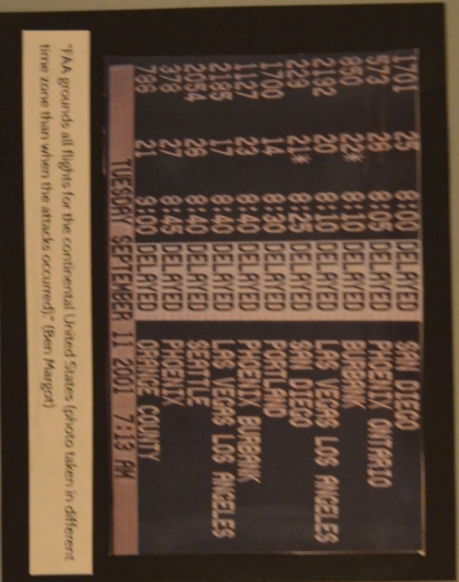 1701 25 8:00 DELAYED SAN DIEGO
573 26 8:05 DELAYED PHOENIX ONTARIO
850 22* 8:10 DELAYED BURBANK
2192 20 8:10 DELAYED LAS VEGAS LOS ANGELES
229 21* 8:25 DELAYED SAN DIEGO
1700 14 8:30 DELAYED PORTLAND
1127 23 8:40 DELAYED PHOENIX BURBANK
2185 17 8:40 DELAYED LAS VEGAS LOS ANGELES
2054 26 8:40 DELAYED SEATTLE
378 27 8:45 DELAYED PHOENIX
786 21 9:00 DELAYED ORANGE COUNTY
TUESDAY SEPTEMBER 11 2001 7:13 AM
"FAA grounds all flights for the continental United States (photo taken in different
time zone than when the attacks occurred)." (Ben Margot)